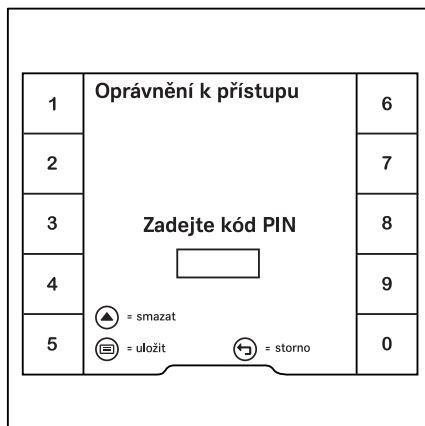 Oprávnění k přístupu
1
6
2
7
3
Zadejte kód PIN
8
4
9
= smazat
5
= uložit
= storno
0